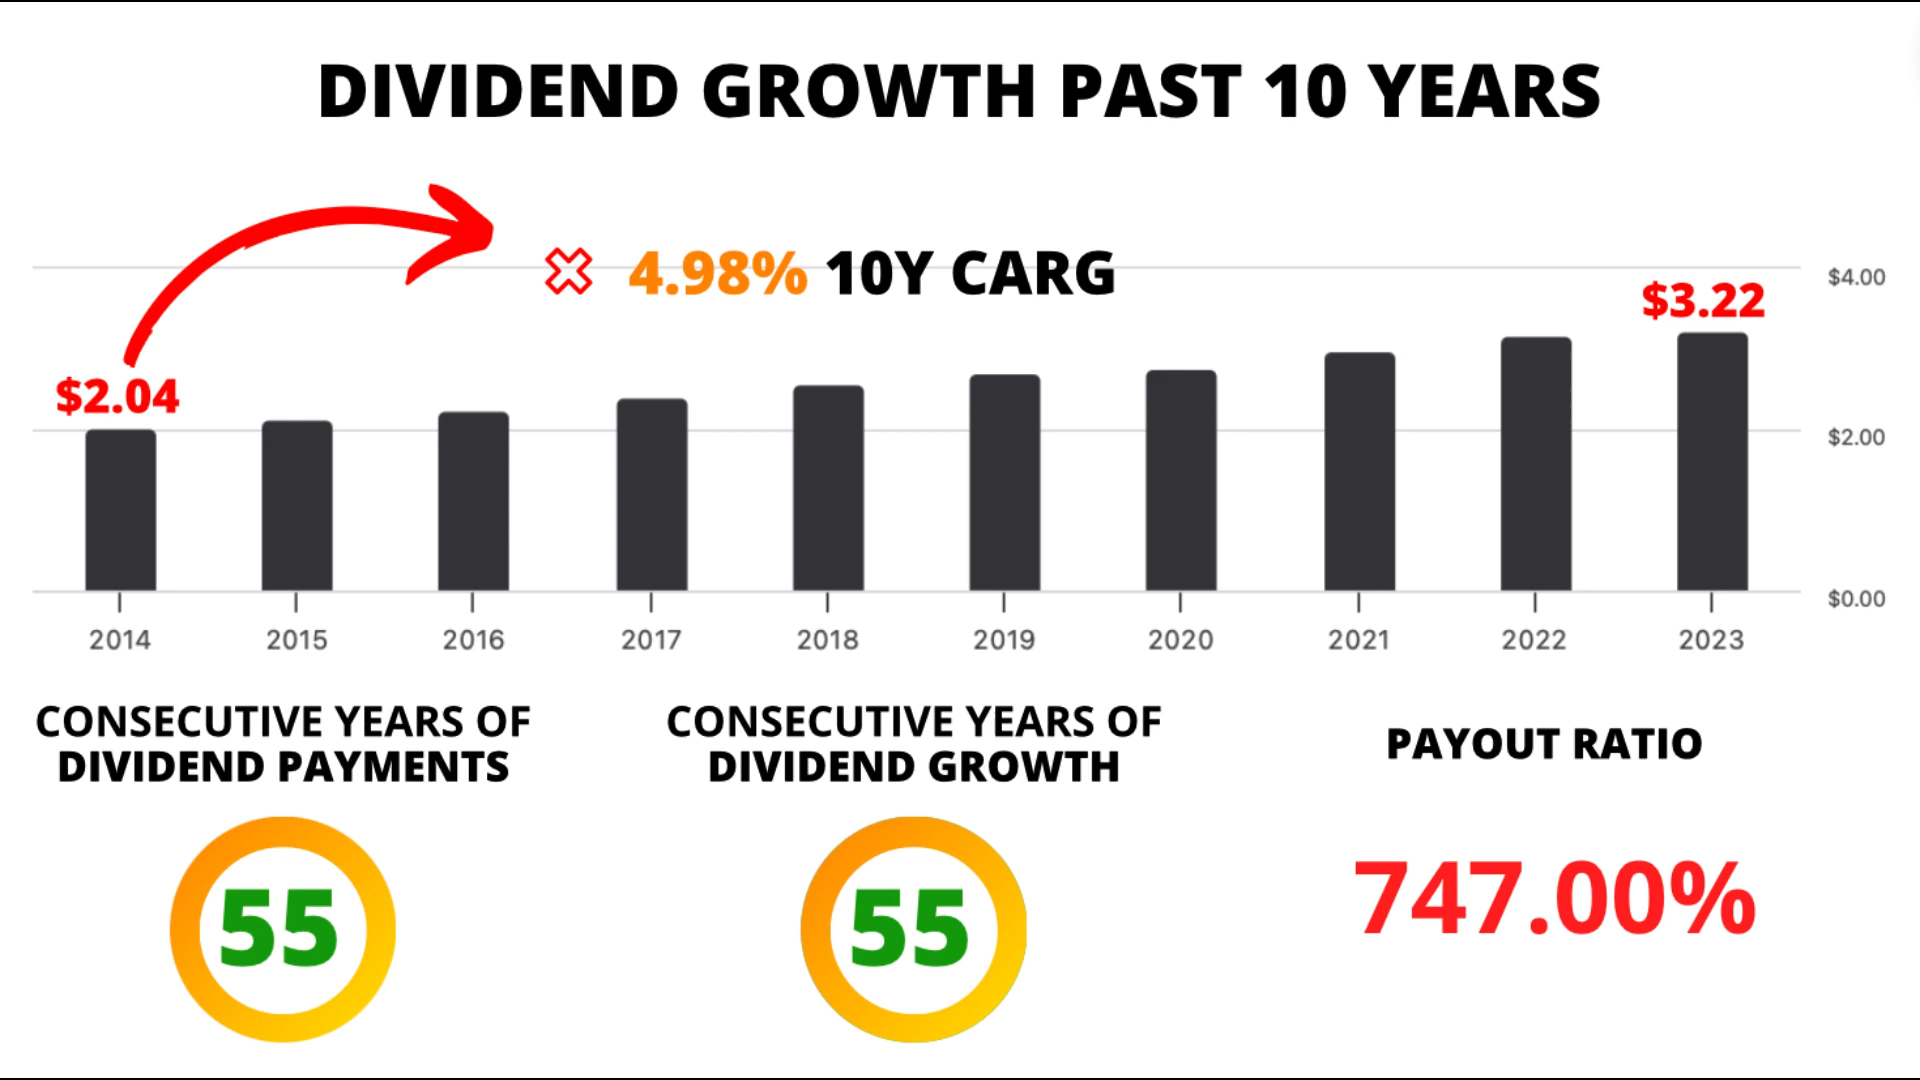 DIVIDEND GROWTH PAST 10 YEARS
4.98% 10Y CARG
$4.00
$3.22
$2.04
$2.00
$0.00
2014 2015 2016 2017 2018 2019 2020 2021 2022 2023
CONSECUTIVE YEARS OF
DIVIDEND PAYMENTS
55
CONSECUTIVE YEARS OF
DIVIDEND GROWTH
55
PAYOUT RATIO
747.00%